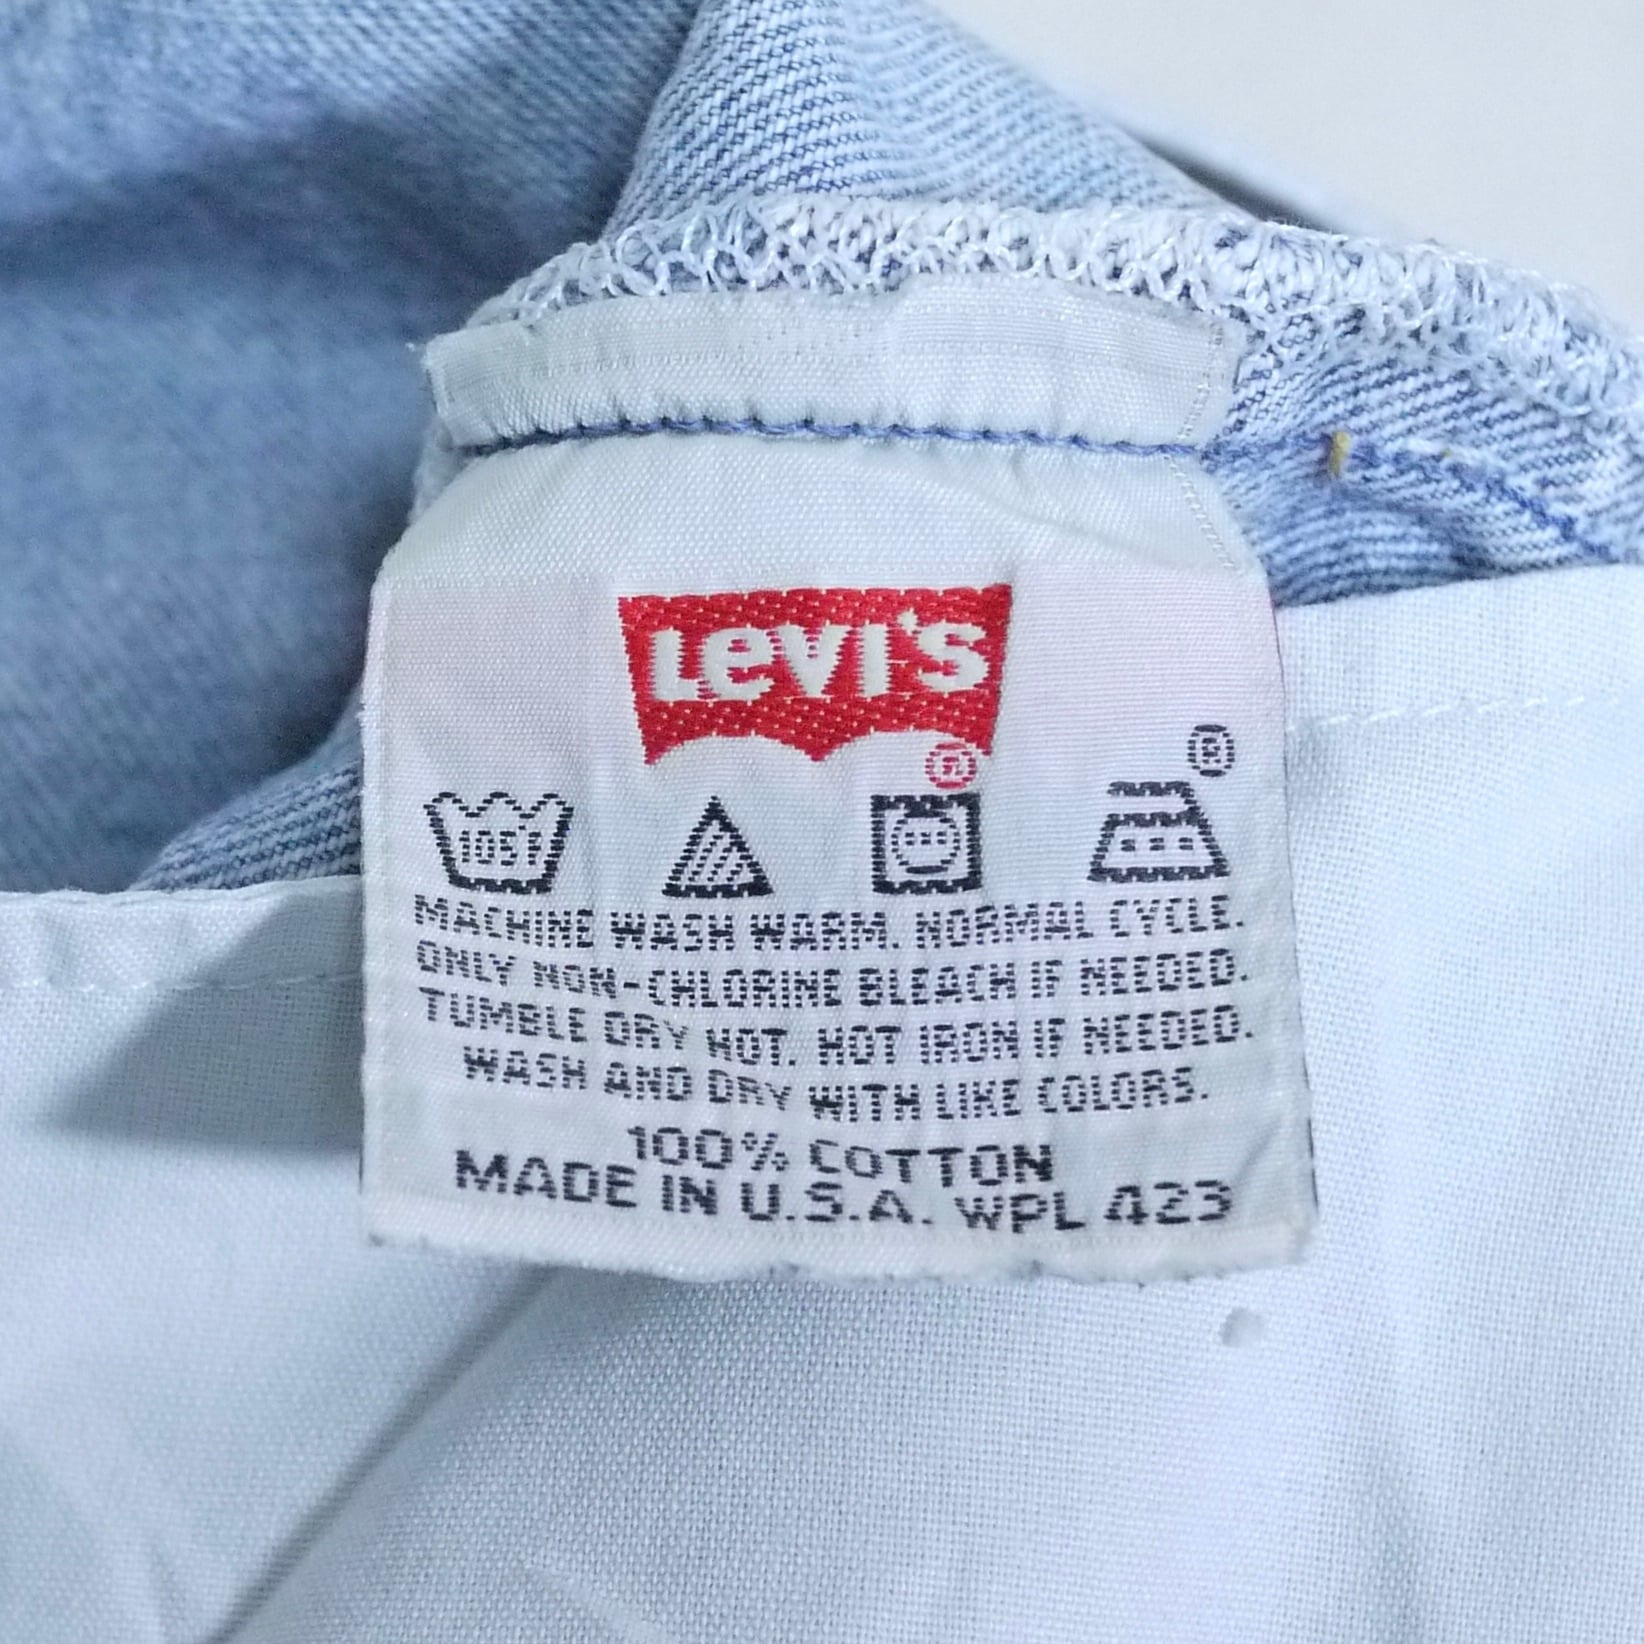 LEVI'S ®
®
105°F
MACHINE WASH WARM. NORMAL CYCLE.
ONLY NON-CHLORINE BLEACH IF NEEDED.
TUMBLE DRY HOT. HOT IRON IF NEEDED.
WASH AND DRY WITH LIKE COLORS.
100% COTTON
MADE IN U.S.A. WPL 423